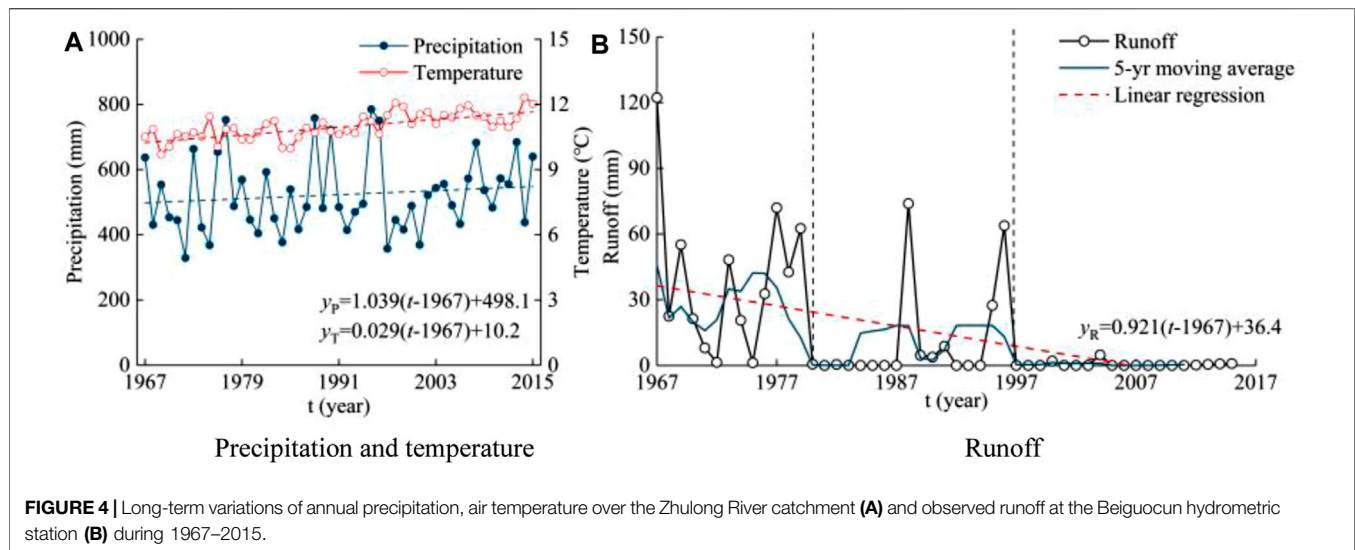 A
1000
800
600
400
200
0
Precipitation (mm)
Precipitation
Temperature
15
12
9
6
3
0
Temperature (°C)
yP=1.039(t-1967)+498.1
yT=0.029(t-1967)+10.2
1967 1979 1991 2003 2015
t (year)
Precipitation and temperature
B
150
120
90
60
30
0
Runoff (mm)
Runoff
5-yr moving average
Linear regression
yR=0.921(t-1967)+36.4
1967 1977 1987 1997 2007 2017
t (year)
Runoff
FIGURE 4 | Long-term variations of annual precipitation, air temperature over the Zhulong River catchment (A) and observed runoff at the Beiguocun hydrometric
station (B) during 1967–2015.